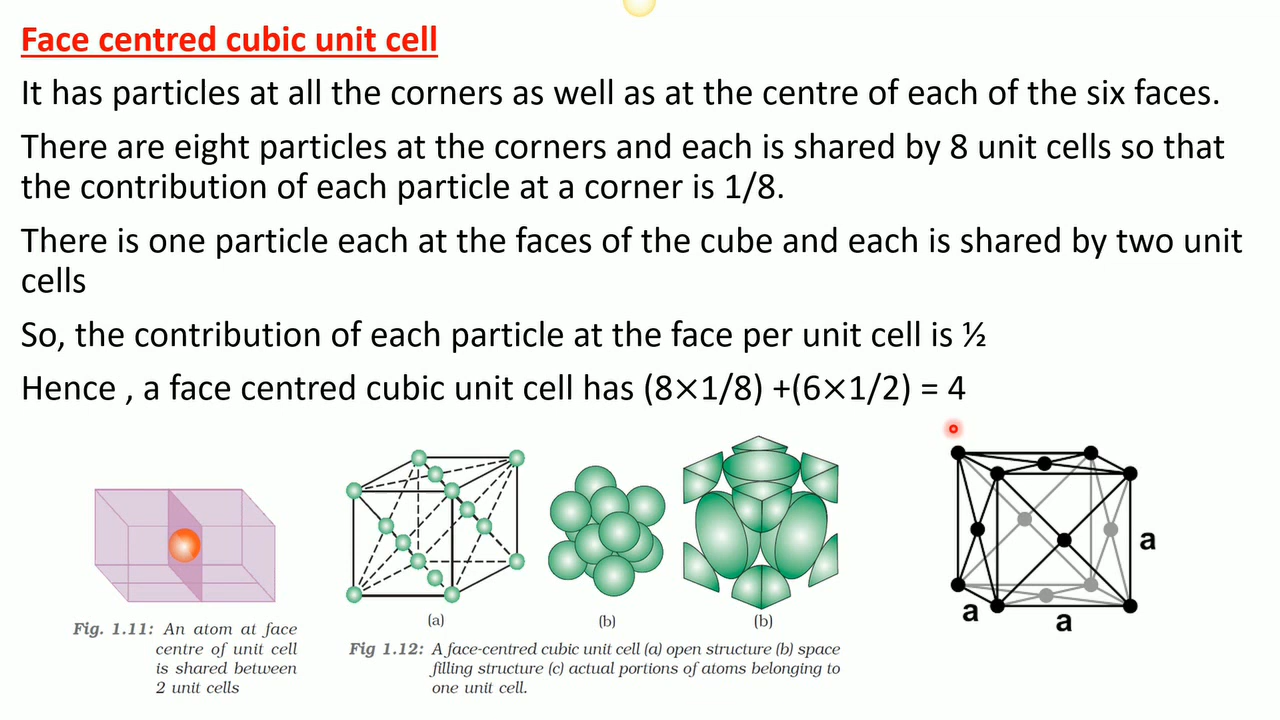 Face centred cubic unit cell
It has particles at all the corners as well as at the centre of each of the six faces.
There are eight particles at the corners and each is shared by 8 unit cells so that
the contribution of each particle at a corner is 1/8.
There is one particle each at the faces of the cube and each is shared by two unit
cells
So, the contribution of each particle at the face per unit cell is ½
Hence , a face centred cubic unit cell has (8×1/8) +(6×1/2) = 4
Fig. 1.11: An atom at face
centre of unit cell
is shared between
2 unit cells
(a)
(b)
(b)
Fig 1.12: A face-centred cubic unit cell (a) open structure (b) space
filling structure (c) actual portions of atoms belonging to
one unit cell.
a
a
a